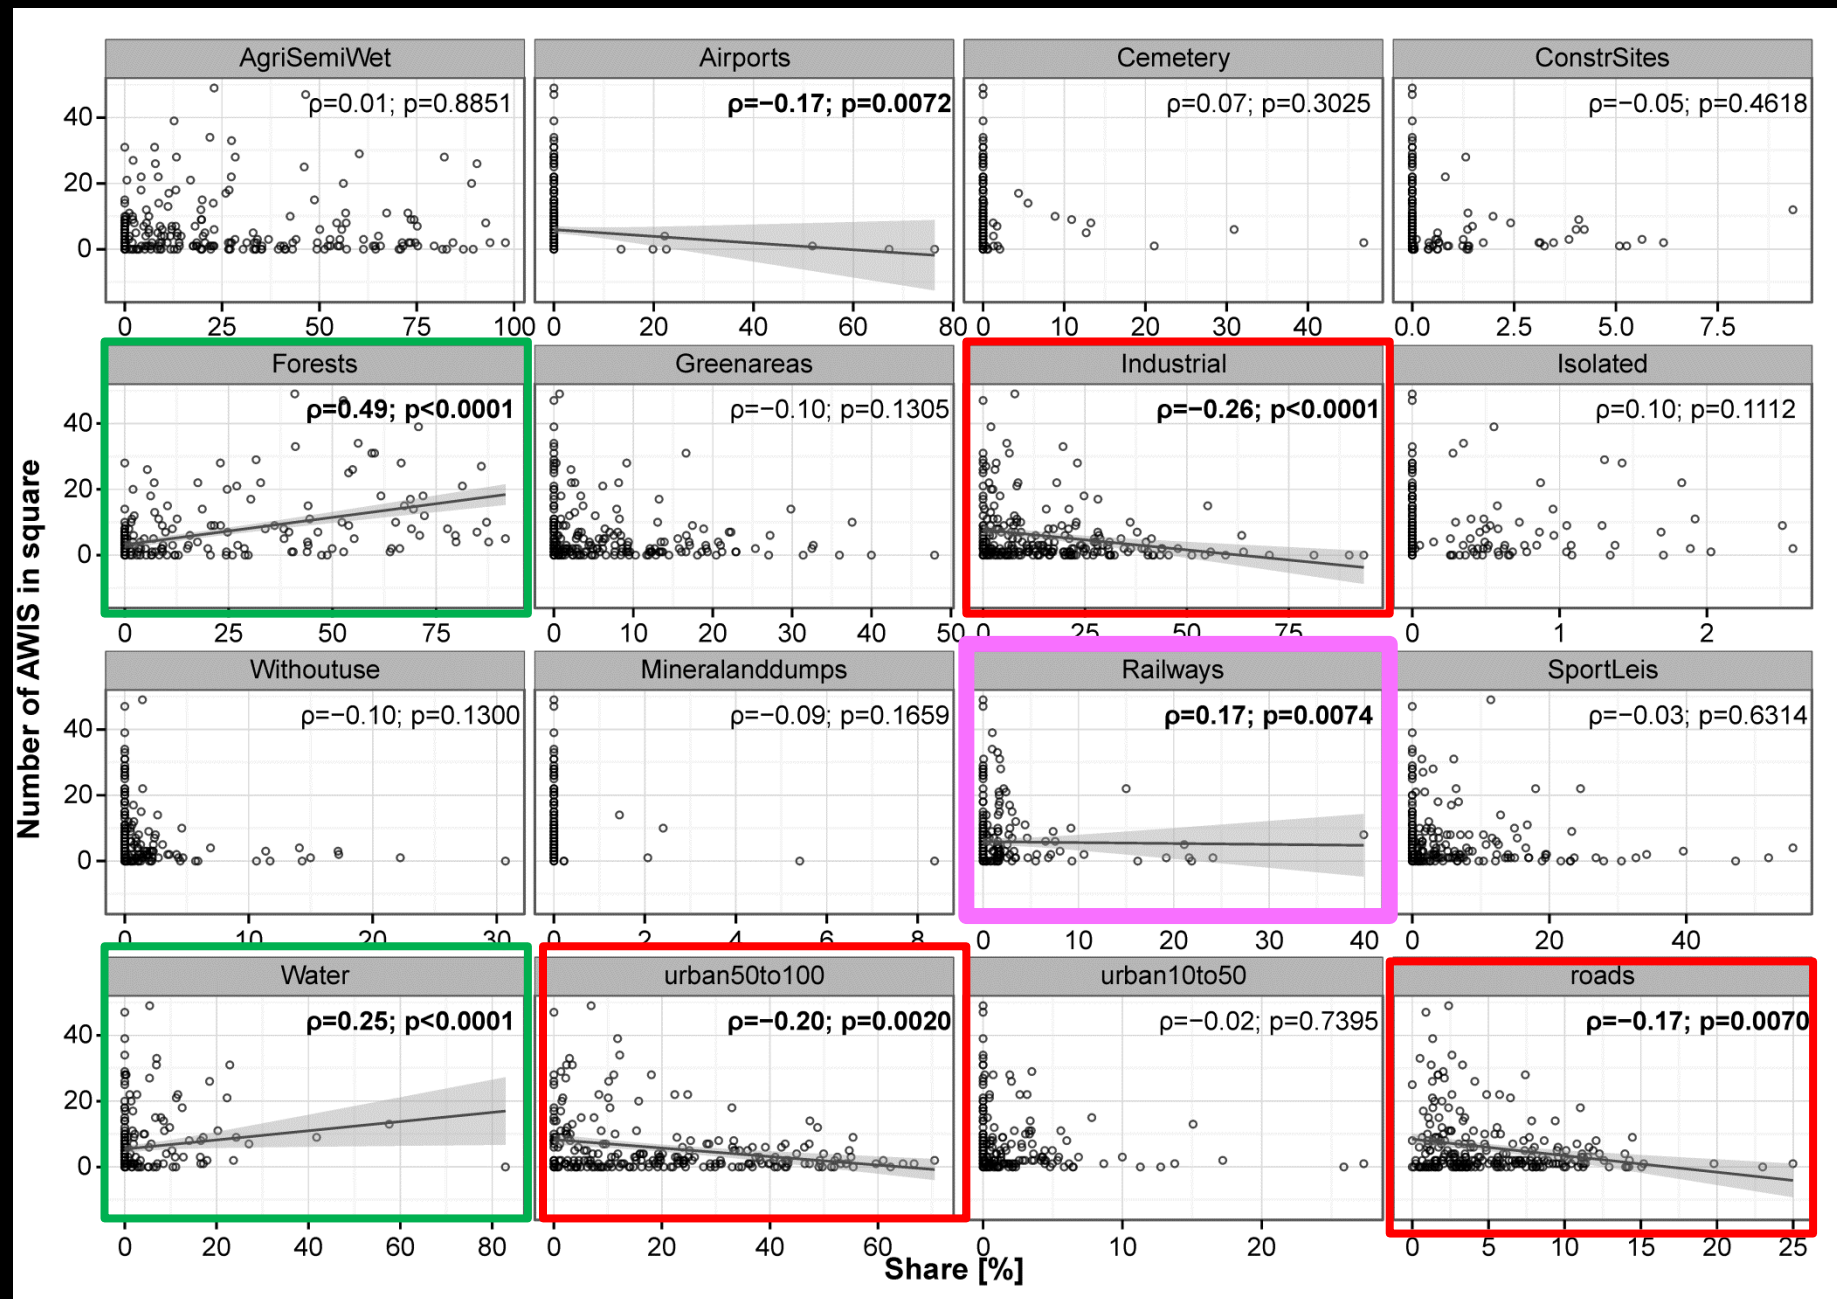 AgriSemiWet Airports Cemetery ConstrSites
ρ=0.01; p=0.8851 ρ=−0.17; p=0.0072 ρ=0.07; p=0.3025 ρ=−0.05; p=0.4618
40
20
0
0 25 50 75 100 0 20 40 60 80 0 10 20 30 40 0.0 2.5 5.0 7.5
Forests Greenareas Industrial Isolated
ρ=0.49; p<0.0001 ρ=−0.10; p=0.1305 ρ=−0.26; p<0.0001 ρ=0.10; p=0.1112
40
20
0
0 25 50 75 0 10 20 30 40 50 0 25 50 75 0 1 2
Number of AWIS in square
Withoutuse Mineralanddumps Railways SportLeis
ρ=−0.10; p=0.1300 ρ=−0.09; p=0.1659 ρ=0.17; p=0.0074 ρ=−0.03; p=0.6314
40
20
0
0 10 20 30 0 2 4 6 8 0 10 20 30 40 0 20 40
Water urban50to100 urban10to50 roads
ρ=0.25; p<0.0001 ρ=−0.20; p=0.0020 ρ=−0.02; p=0.7395 ρ=−0.17; p=0.0070
40
20
0
0 20 40 60 80 0 20 40 60 0 10 20 0 5 10 15 20 25
Share [%]